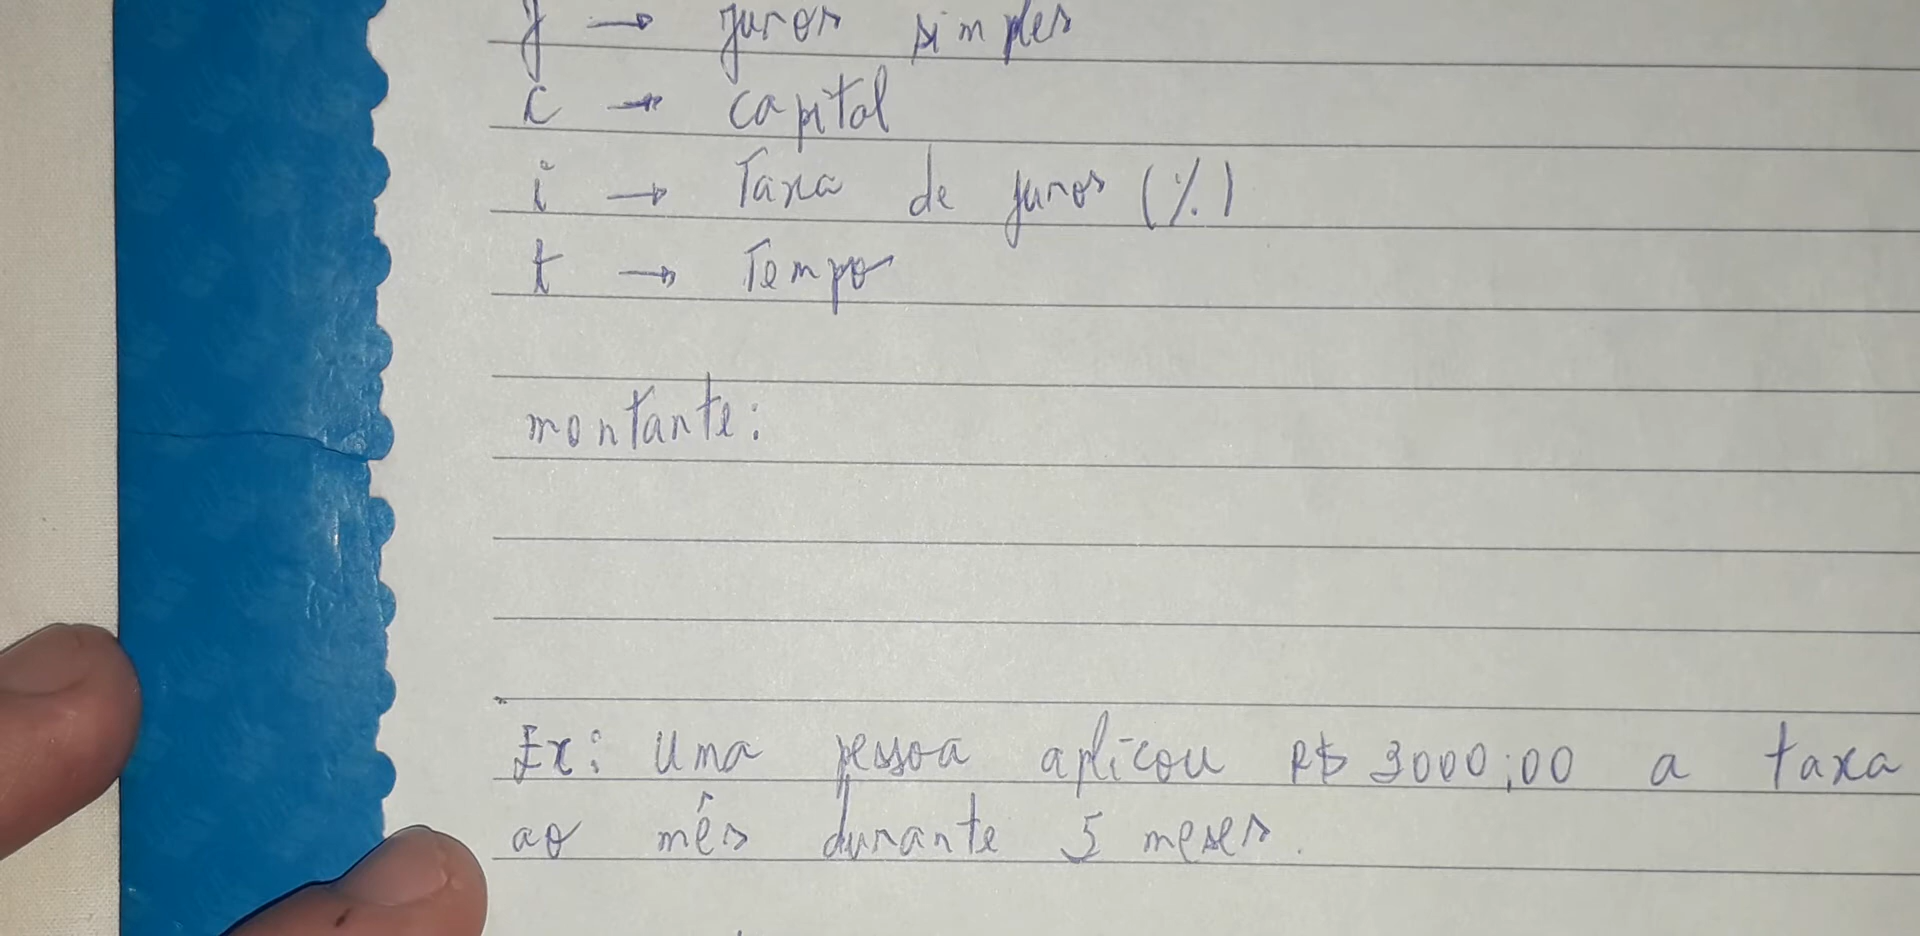 j → juros simples
c → capital
i → Taxa de juros (%)
t → Tempo
montante:
Ex: Uma pessoa aplicou R$ 3000,00 a taxa
ao mês durante 5 meses.